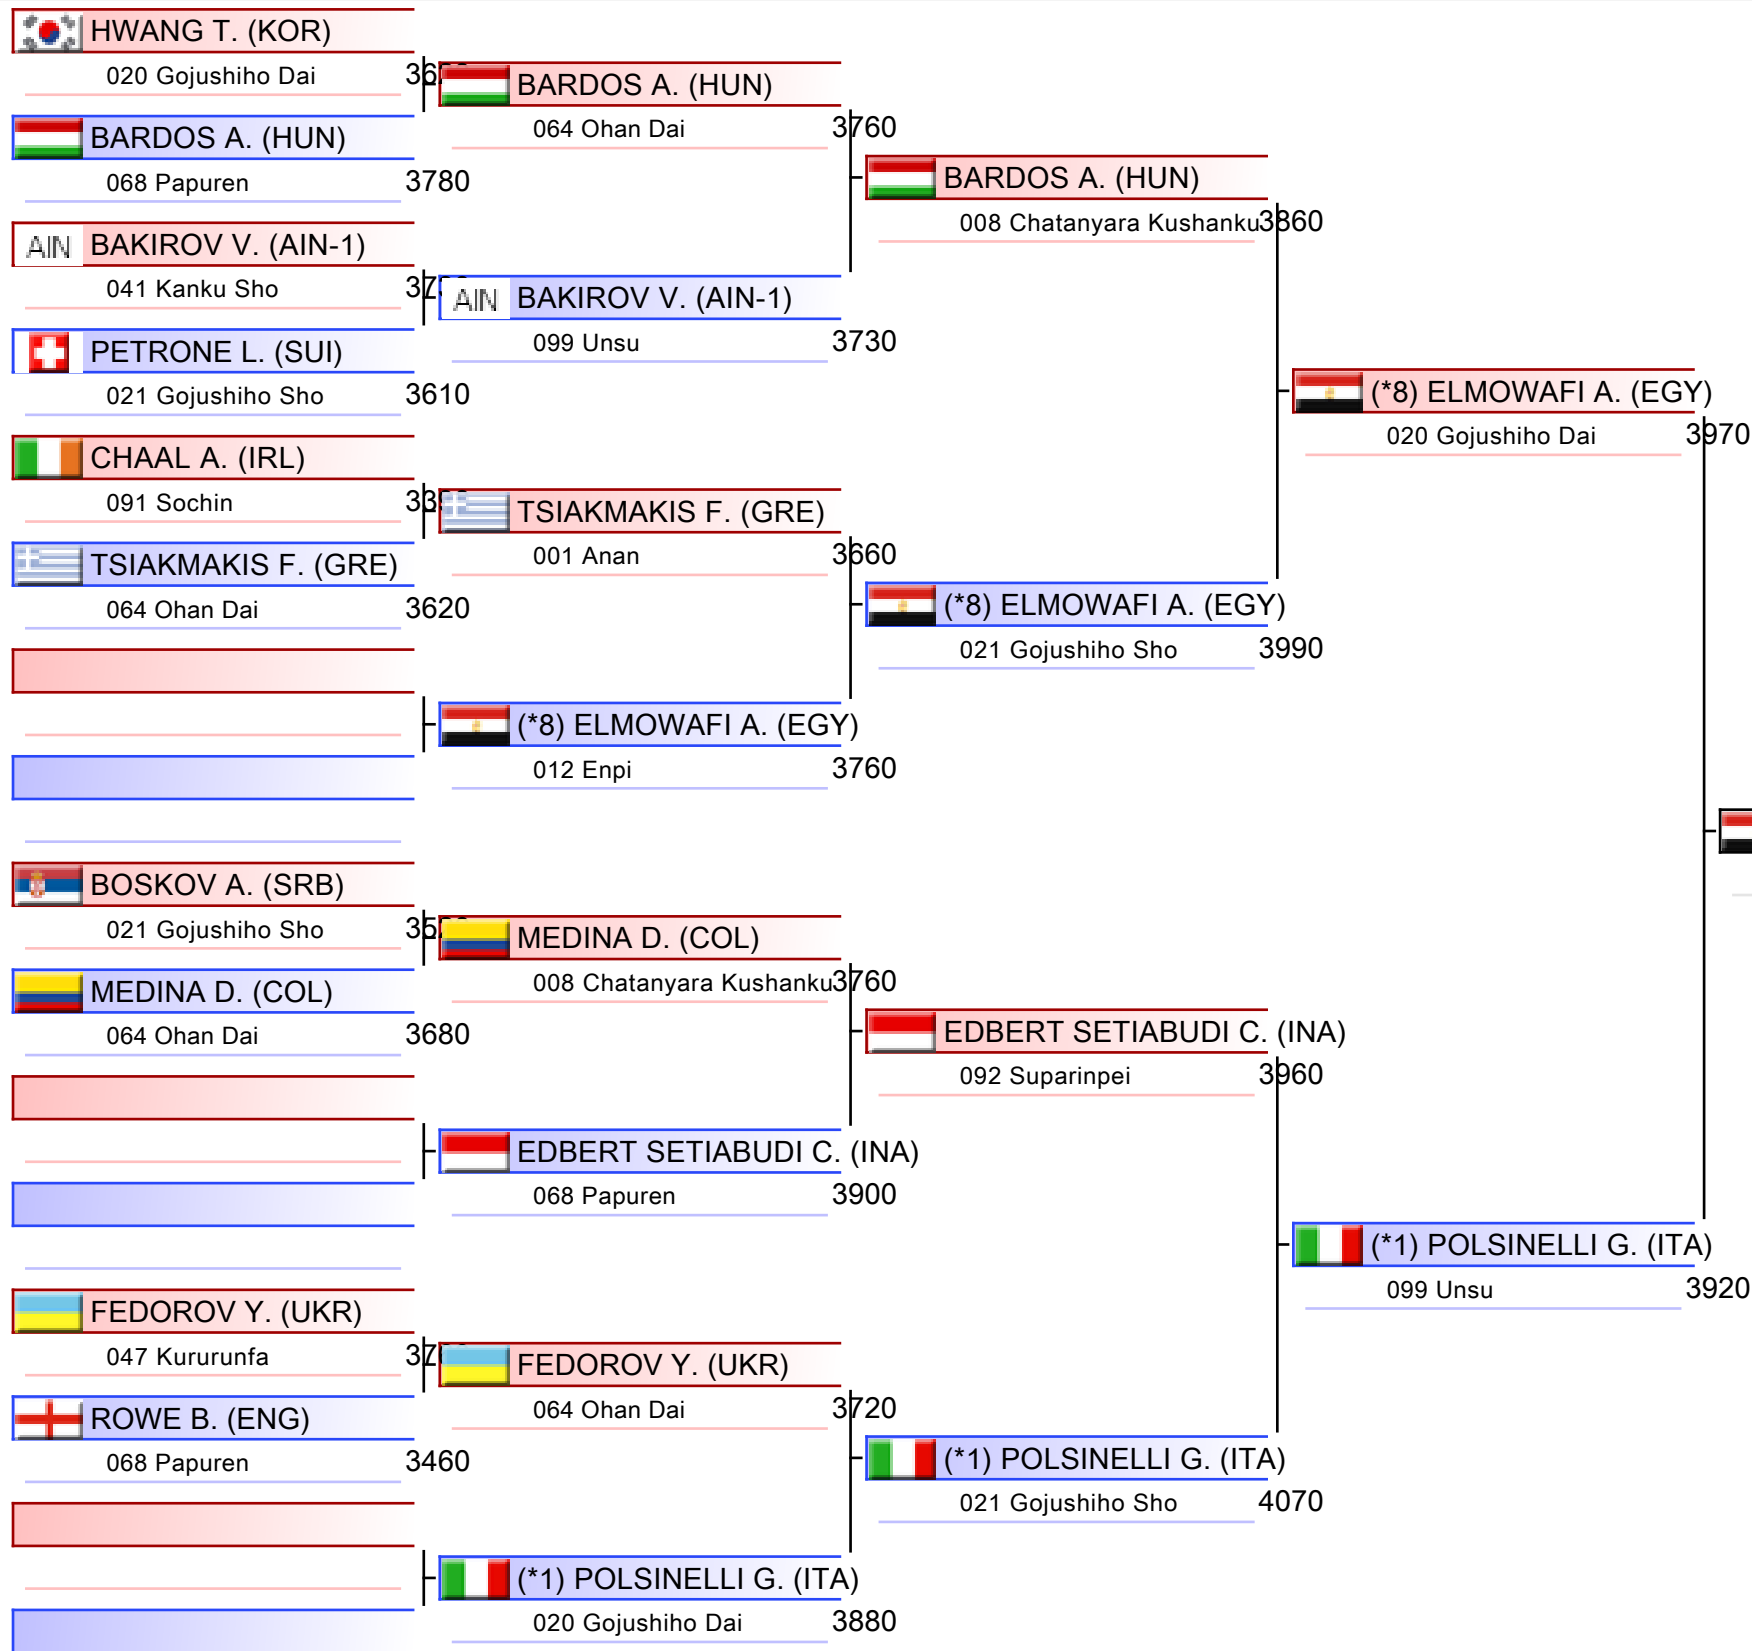 HWANG T. (KOR)
020 Gojushiho Dai
BARDOS A. (HUN)
068 Papuren 3780
AIN BAKIROV V. (AIN-1)
041 Kanku Sho
PETRONE L. (SUI)
021 Gojushiho Sho 3610
CHAAL A. (IRL)
091 Sochin
TSIAKMAKIS F. (GRE)
064 Ohan Dai 3620
BOSKOV A. (SRB)
021 Gojushiho Sho
MEDINA D. (COL)
064 Ohan Dai 3680
FEDOROV Y. (UKR)
047 Kururunfa
ROWE B. (ENG)
068 Papuren 3460
BARDOS A. (HUN)
064 Ohan Dai 3760
AIN BAKIROV V. (AIN-1)
099 Unsu 3730
TSIAKMAKIS F. (GRE)
001 Anan 3660
(*8) ELMOWAFI A. (EGY)
012 Enpi 3760
MEDINA D. (COL)
008 Chatanyara Kushanku 3760
EDBERT SETIABUDI C. (INA)
068 Papuren 3900
FEDOROV Y. (UKR)
064 Ohan Dai 3720
(*1) POLSINELLI G. (ITA)
020 Gojushiho Dai 3880
BARDOS A. (HUN)
008 Chatanyara Kushanku 3860
(*8) ELMOWAFI A. (EGY)
021 Gojushiho Sho 3990
EDBERT SETIABUDI C. (INA)
092 Suparinpei 3960
(*1) POLSINELLI G. (ITA)
021 Gojushiho Sho 4070
(*8) ELMOWAFI A. (EGY)
020 Gojushiho Dai 3970
(*1) POLSINELLI G. (ITA)
099 Unsu 3920